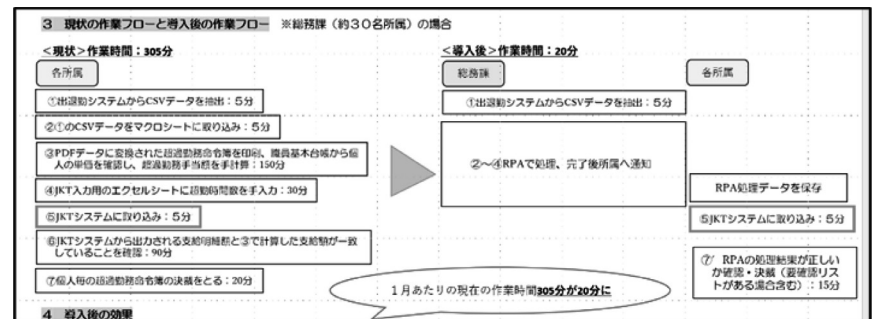 3 現状の作業フローと導入後の作業フロー ※総務課(約30名所属)の場合
<現状>作業時間:305分
各所属
①出退勤システムからCSVデータを抽出:5分
②①のCSVデータをマクロシートに取り込み:5分
③PDFデータに変換された超過勤務命令簿を印刷、職員基本台帳から個
人の単価を確認し、超過勤務手当額を手計算:150分
④JKT入力用のエクセルシートに超勤時間数を手入力:30分
⑤JKTシステムに取り込み:5分
⑥JKTシステムから出力される支給明細額と③で計算した支給額が一致
していることを確認:90分
⑦個人毎の超過勤務命令簿の決裁をとる:20分
<導入後>作業時間:20分
総務課
各所属
①出退勤システムからCSVデータを抽出:5分
②~④RPAで処理、完了後所属へ通知
RPA処理データを保存
⑤JKTシステムに取り込み:5分
⑦' RPAの処理結果が正しい
か確認・決裁(要確認リス
トがある場合含む):15分
1月あたりの現在の作業時間305分が20分に
4 導入後の効果